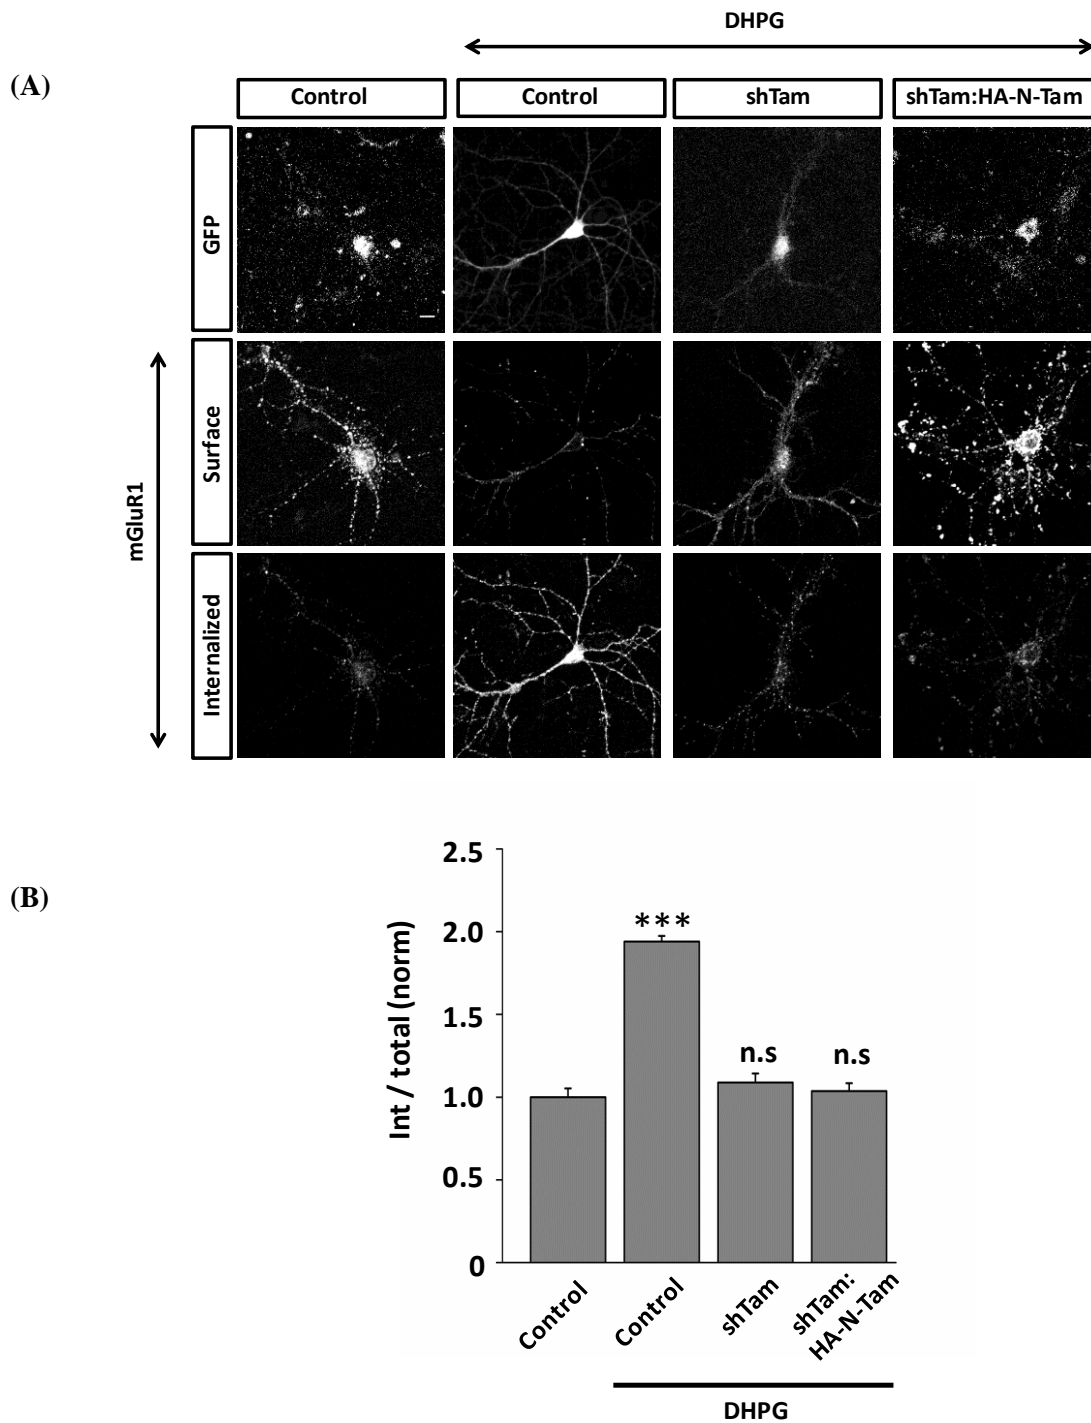 DHPG
(A)
Control
Control
shTam
shTam:HA-N-Tam
GFP
mGluR1
Surface
Internalized
(B)
Int / total (norm)
2.5
2.0
1.5
1.0
0.5
0
***
n.s
n.s
Control
Control
shTam
shTam:
HA-N-Tam
DHPG